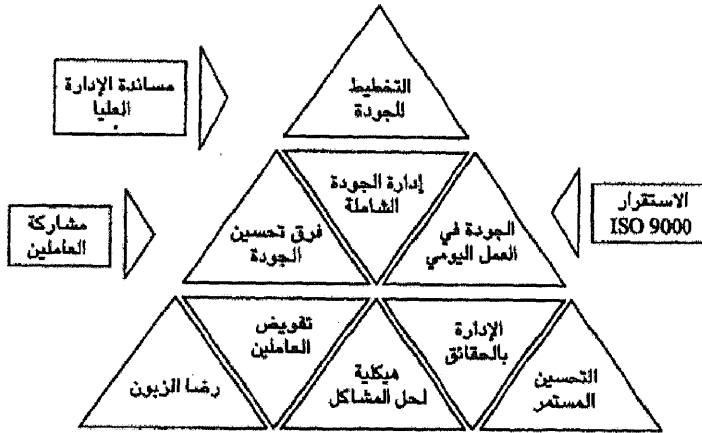 التخطيط
للجودة
مساندة الإدارة
العليا
إدارة الجودة
الشاملة
الاستقرار
ISO 9000
الجودة في
العمل اليومي
فرق تحسين
الجودة
مشاركة
العاملين
الإدارة
بالحقائق
تفويض
العاملين
التحسين
المستمر
هيكلية
لحل المشاكل
رضا الزبون